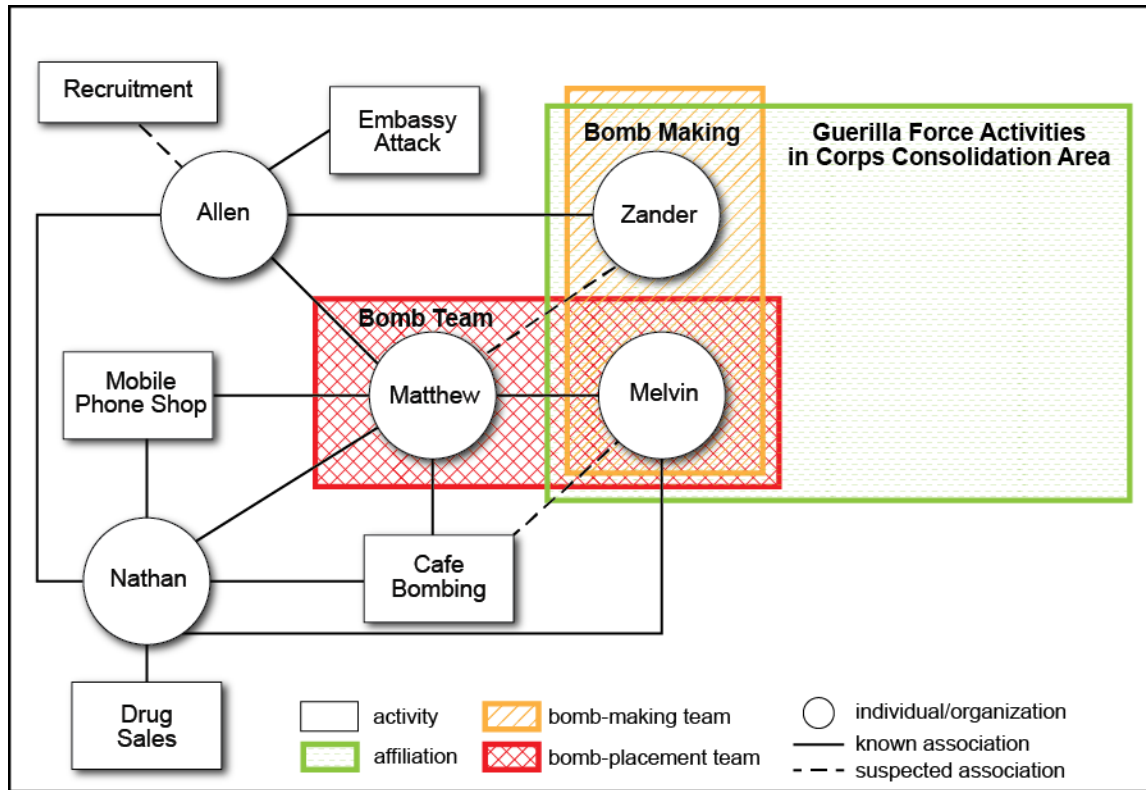 Recruitment
Embassy
Attack
Bomb Making
Guerilla Force Activities
in Corps Consolidation Area
Allen
Zander
Bomb Team
Mobile
Phone Shop
Matthew
Melvin
Nathan
Cafe
Bombing
Drug
Sales
activity
bomb-making team
individual/organization
affiliation
bomb-placement team
known association
suspected association